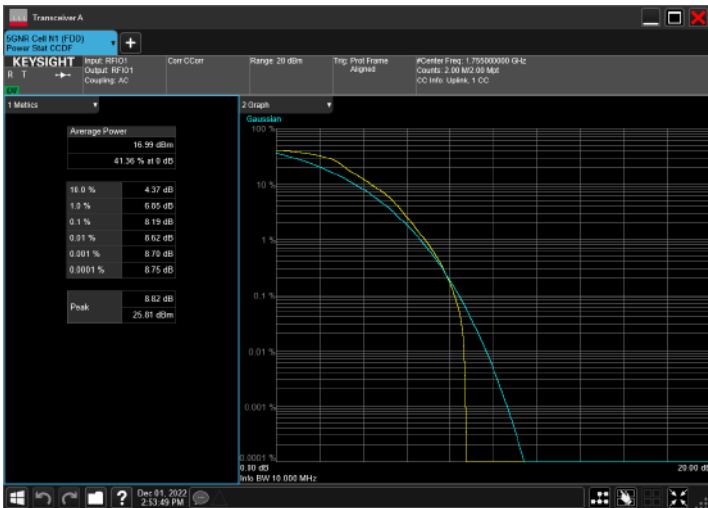 Transceiver A
5GNR Cell N1 (FDD)
Power Stat CCDF
KEYSIGHT
R T
Input: RFIO1
Output: RFIO1
Coupling: AC
Corr CCorr
Range: 20 dBm
Trig: Prot Frame
Aligned
#Center Freq: 1.755000000 GHz
Counts: 2.00 M/2.00 Mpt
CC Info: Uplink, 1 CC
1 Metrics
Average Power
16.99 dBm
41.36 % at 0 dB
10.0 % 4.37 dB
1.0 % 6.85 dB
0.1 % 8.19 dB
0.01 % 8.62 dB
0.001 % 8.70 dB
0.0001 % 8.75 dB
Peak
8.82 dB
25.81 dBm
2 Graph
Gaussian
100 %
10 %
1 %
0.1 %
0.01 %
0.001 %
0.0001 %
0.00 dB
20.00 dB
Info BW 10.000 MHz
?
Dec 01, 2022
2:53:49 PM